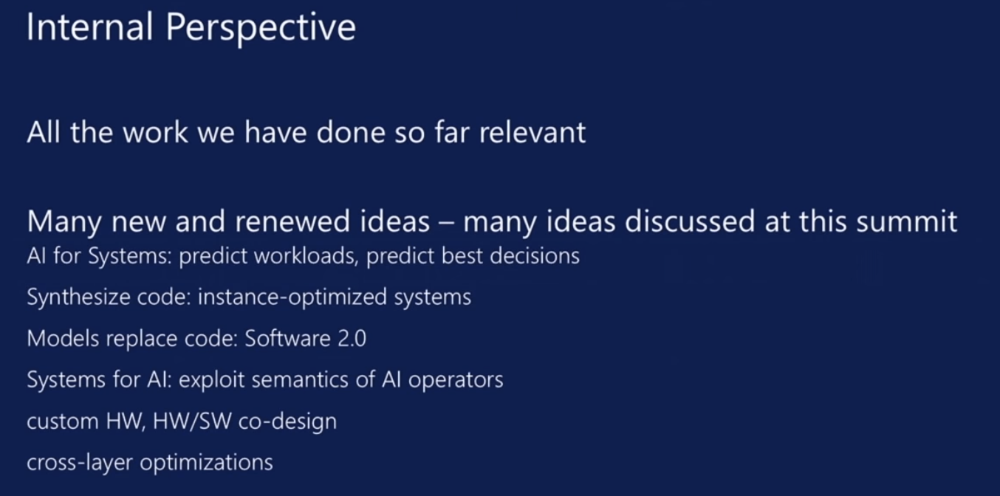 Internal Perspective
All the work we have done so far relevant
Many new and renewed ideas – many ideas discussed at this summit
AI for Systems: predict workloads, predict best decisions
Synthesize code: instance-optimized systems
Models replace code: Software 2.0
Systems for AI: exploit semantics of AI operators
custom HW, HW/SW co-design
cross-layer optimizations